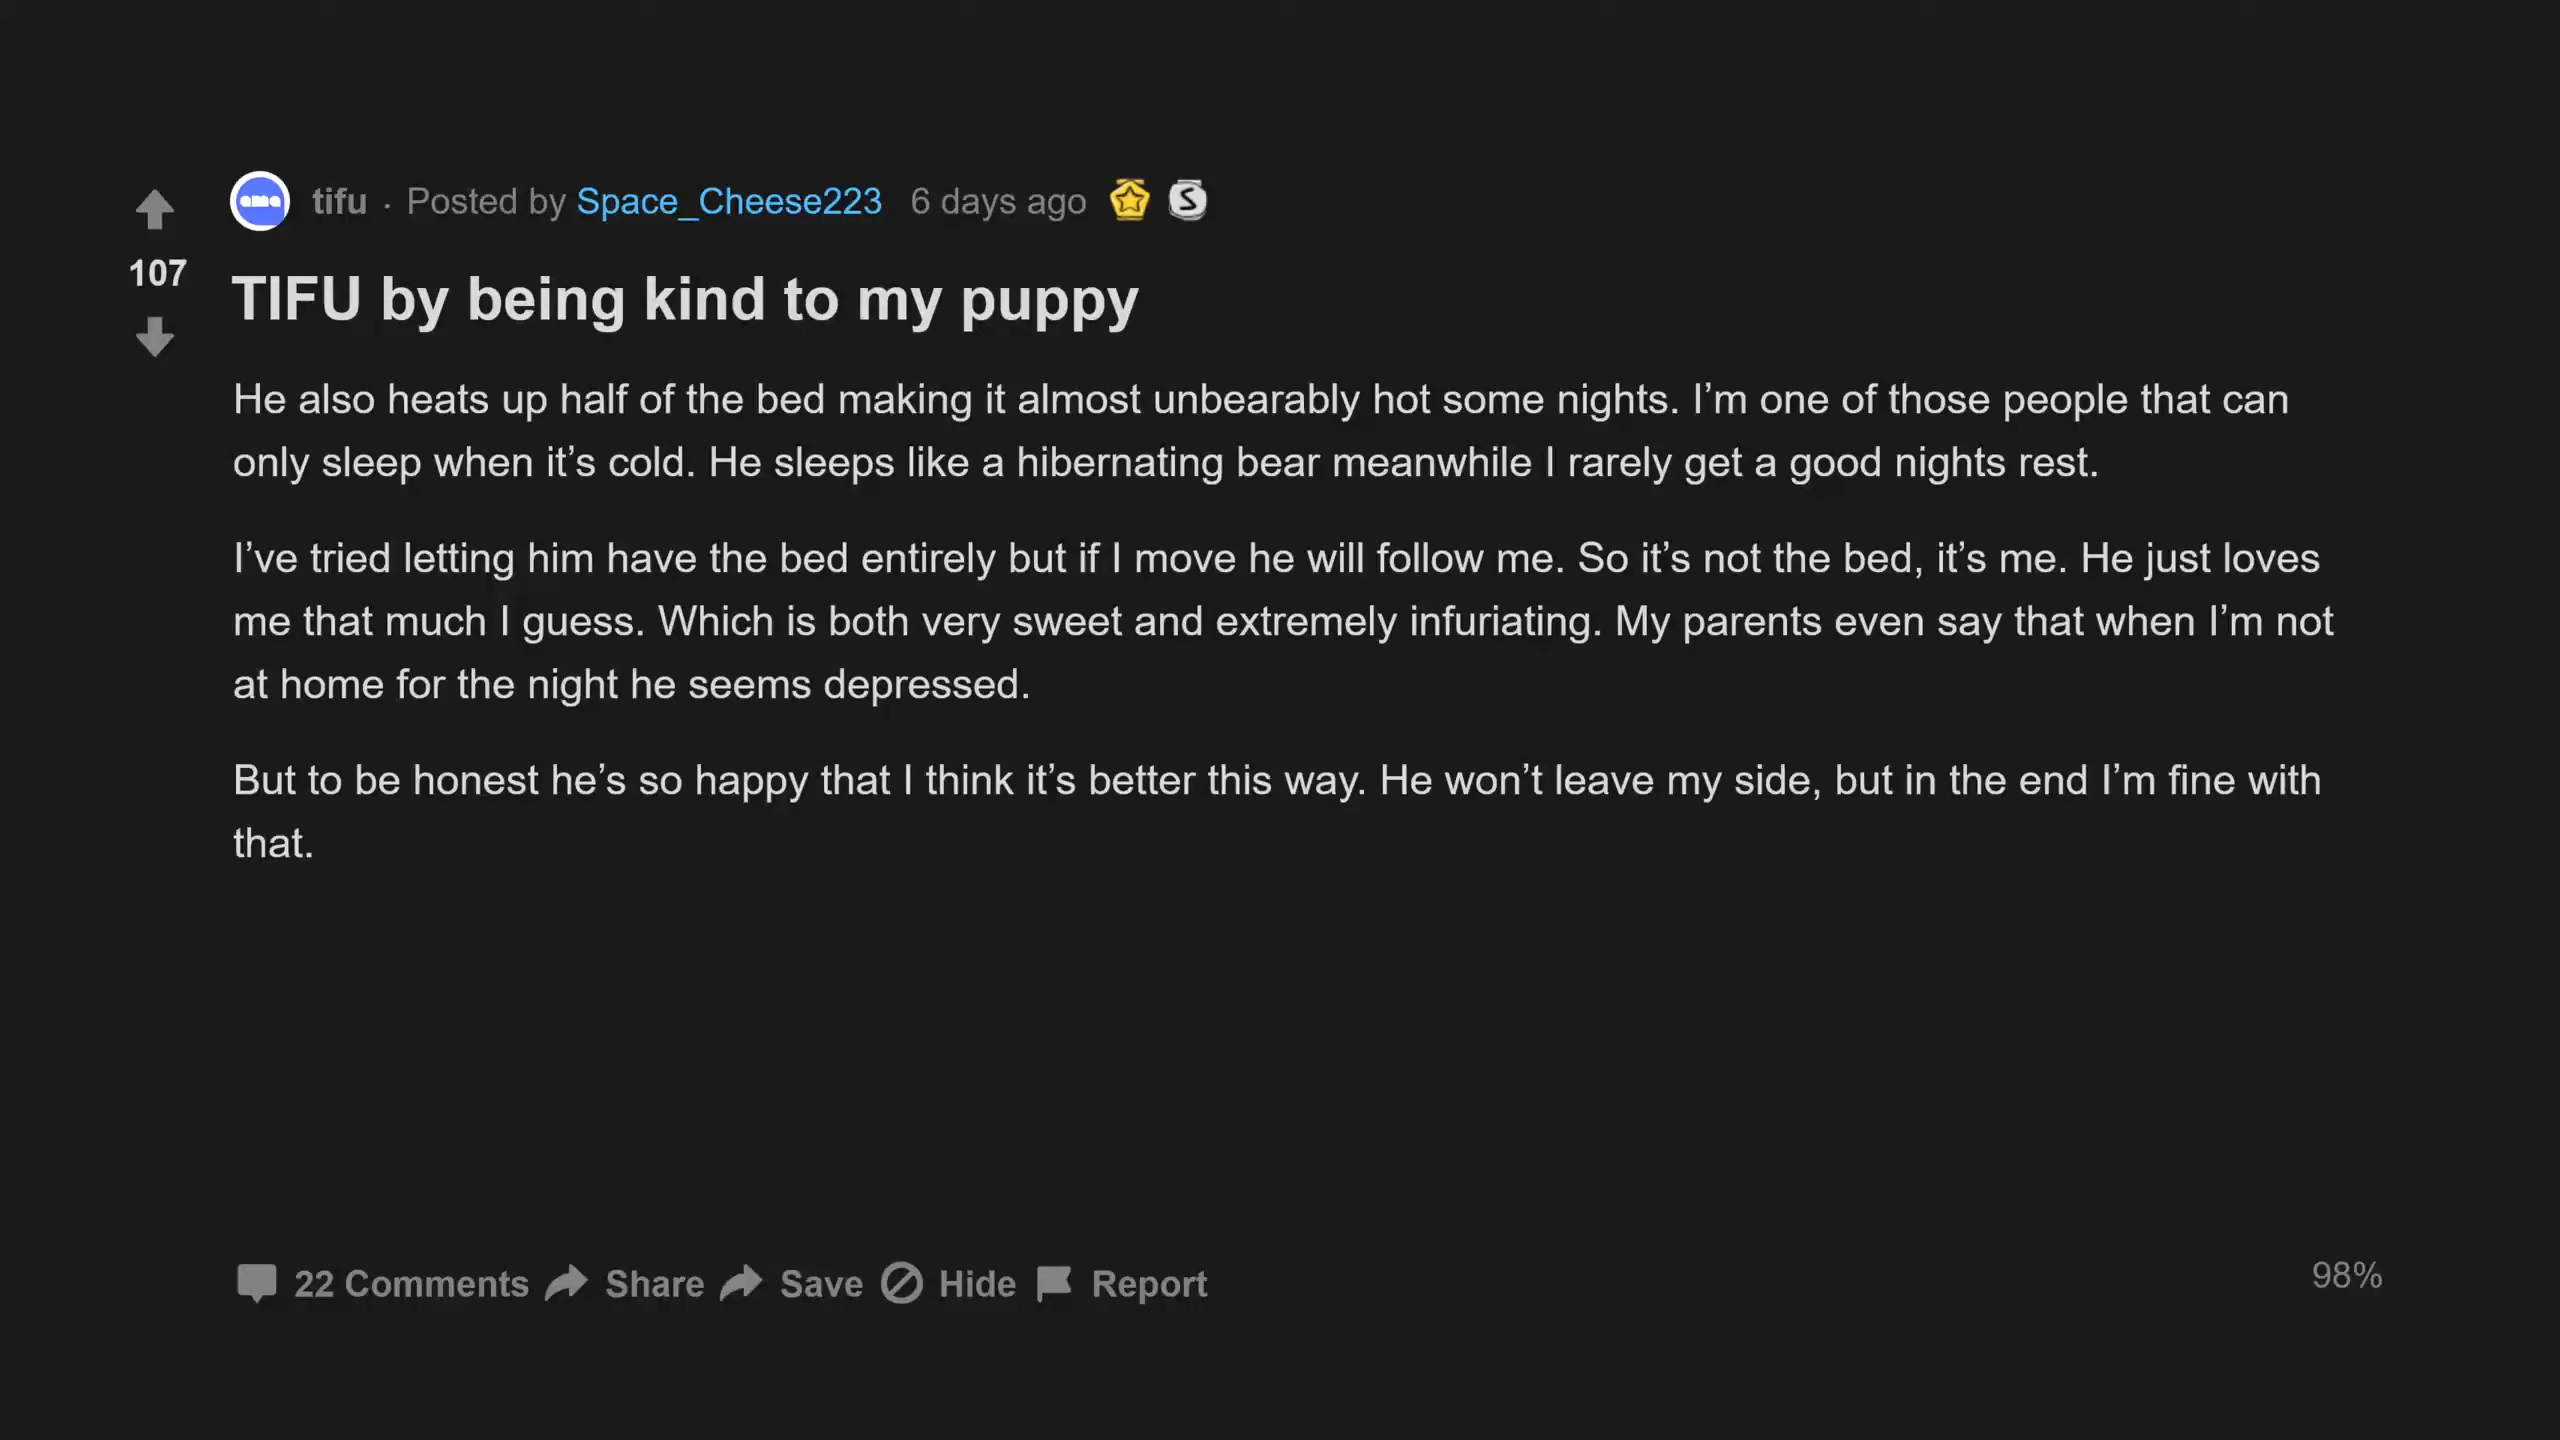 tifu · Posted by Space_Cheese223 6 days ago
107
TIFU by being kind to my puppy
He also heats up half of the bed making it almost unbearably hot some nights. I’m one of those people that can
only sleep when it’s cold. He sleeps like a hibernating bear meanwhile I rarely get a good nights rest.
I’ve tried letting him have the bed entirely but if I move he will follow me. So it’s not the bed, it’s me. He just loves
me that much I guess. Which is both very sweet and extremely infuriating. My parents even say that when I’m not
at home for the night he seems depressed.
But to be honest he’s so happy that I think it’s better this way. He won’t leave my side, but in the end I’m fine with
that.
22 Comments Share Save Hide Report
98%